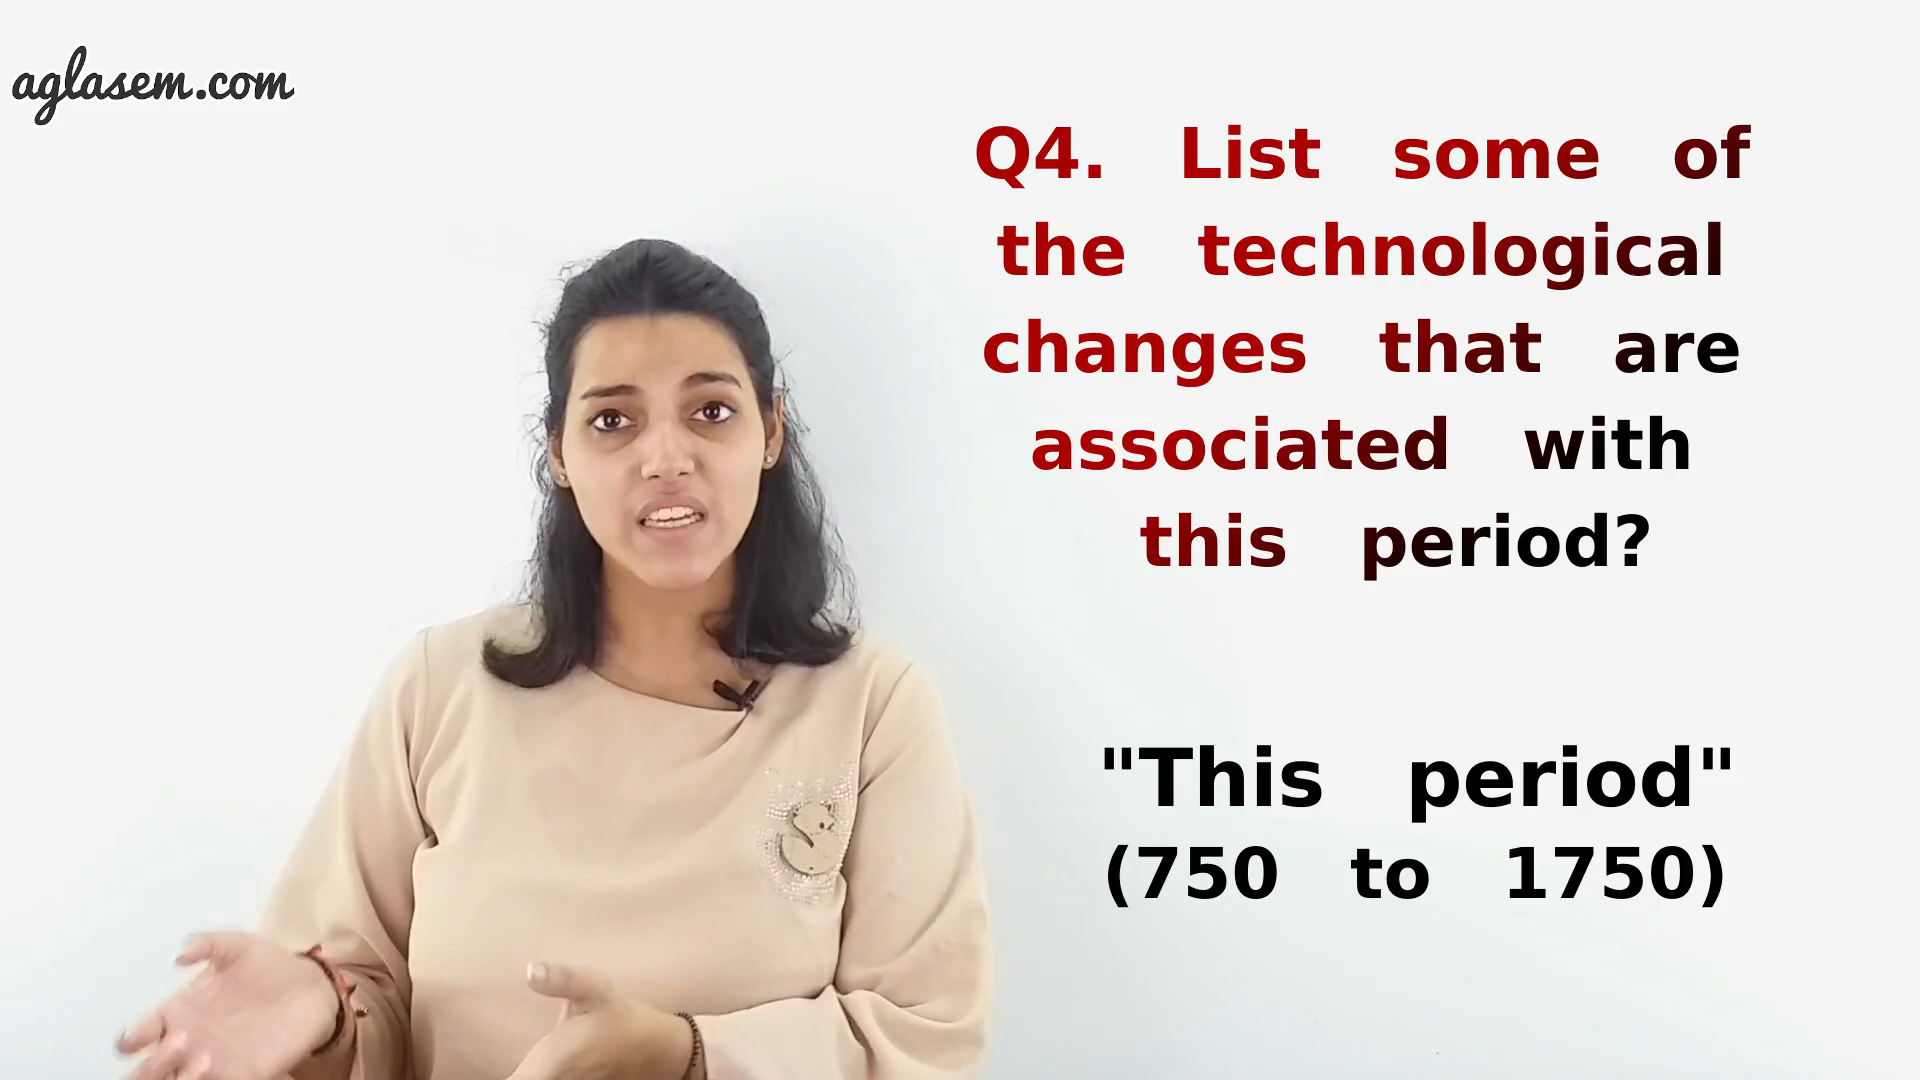 aglasem.com
Q4. List some of
the technological
changes that are
associated with
this period?
"This period"
(750 to 1750)